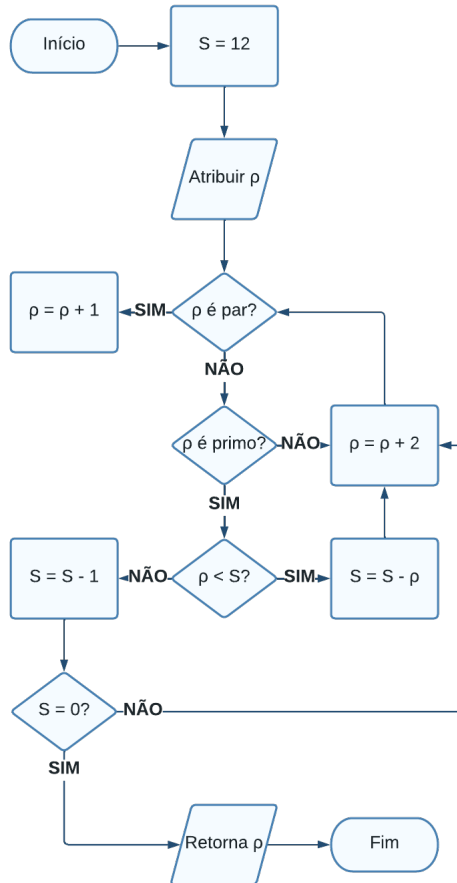 Início
S = 12
Atribuir ρ
ρ = ρ + 1
SIM
ρ é par?
NÃO
ρ é primo?
NÃO
ρ = ρ + 2
SIM
S = S - 1
NÃO
ρ < S?
SIM
S = S - ρ
S = 0?
NÃO
SIM
Retorna ρ
Fim